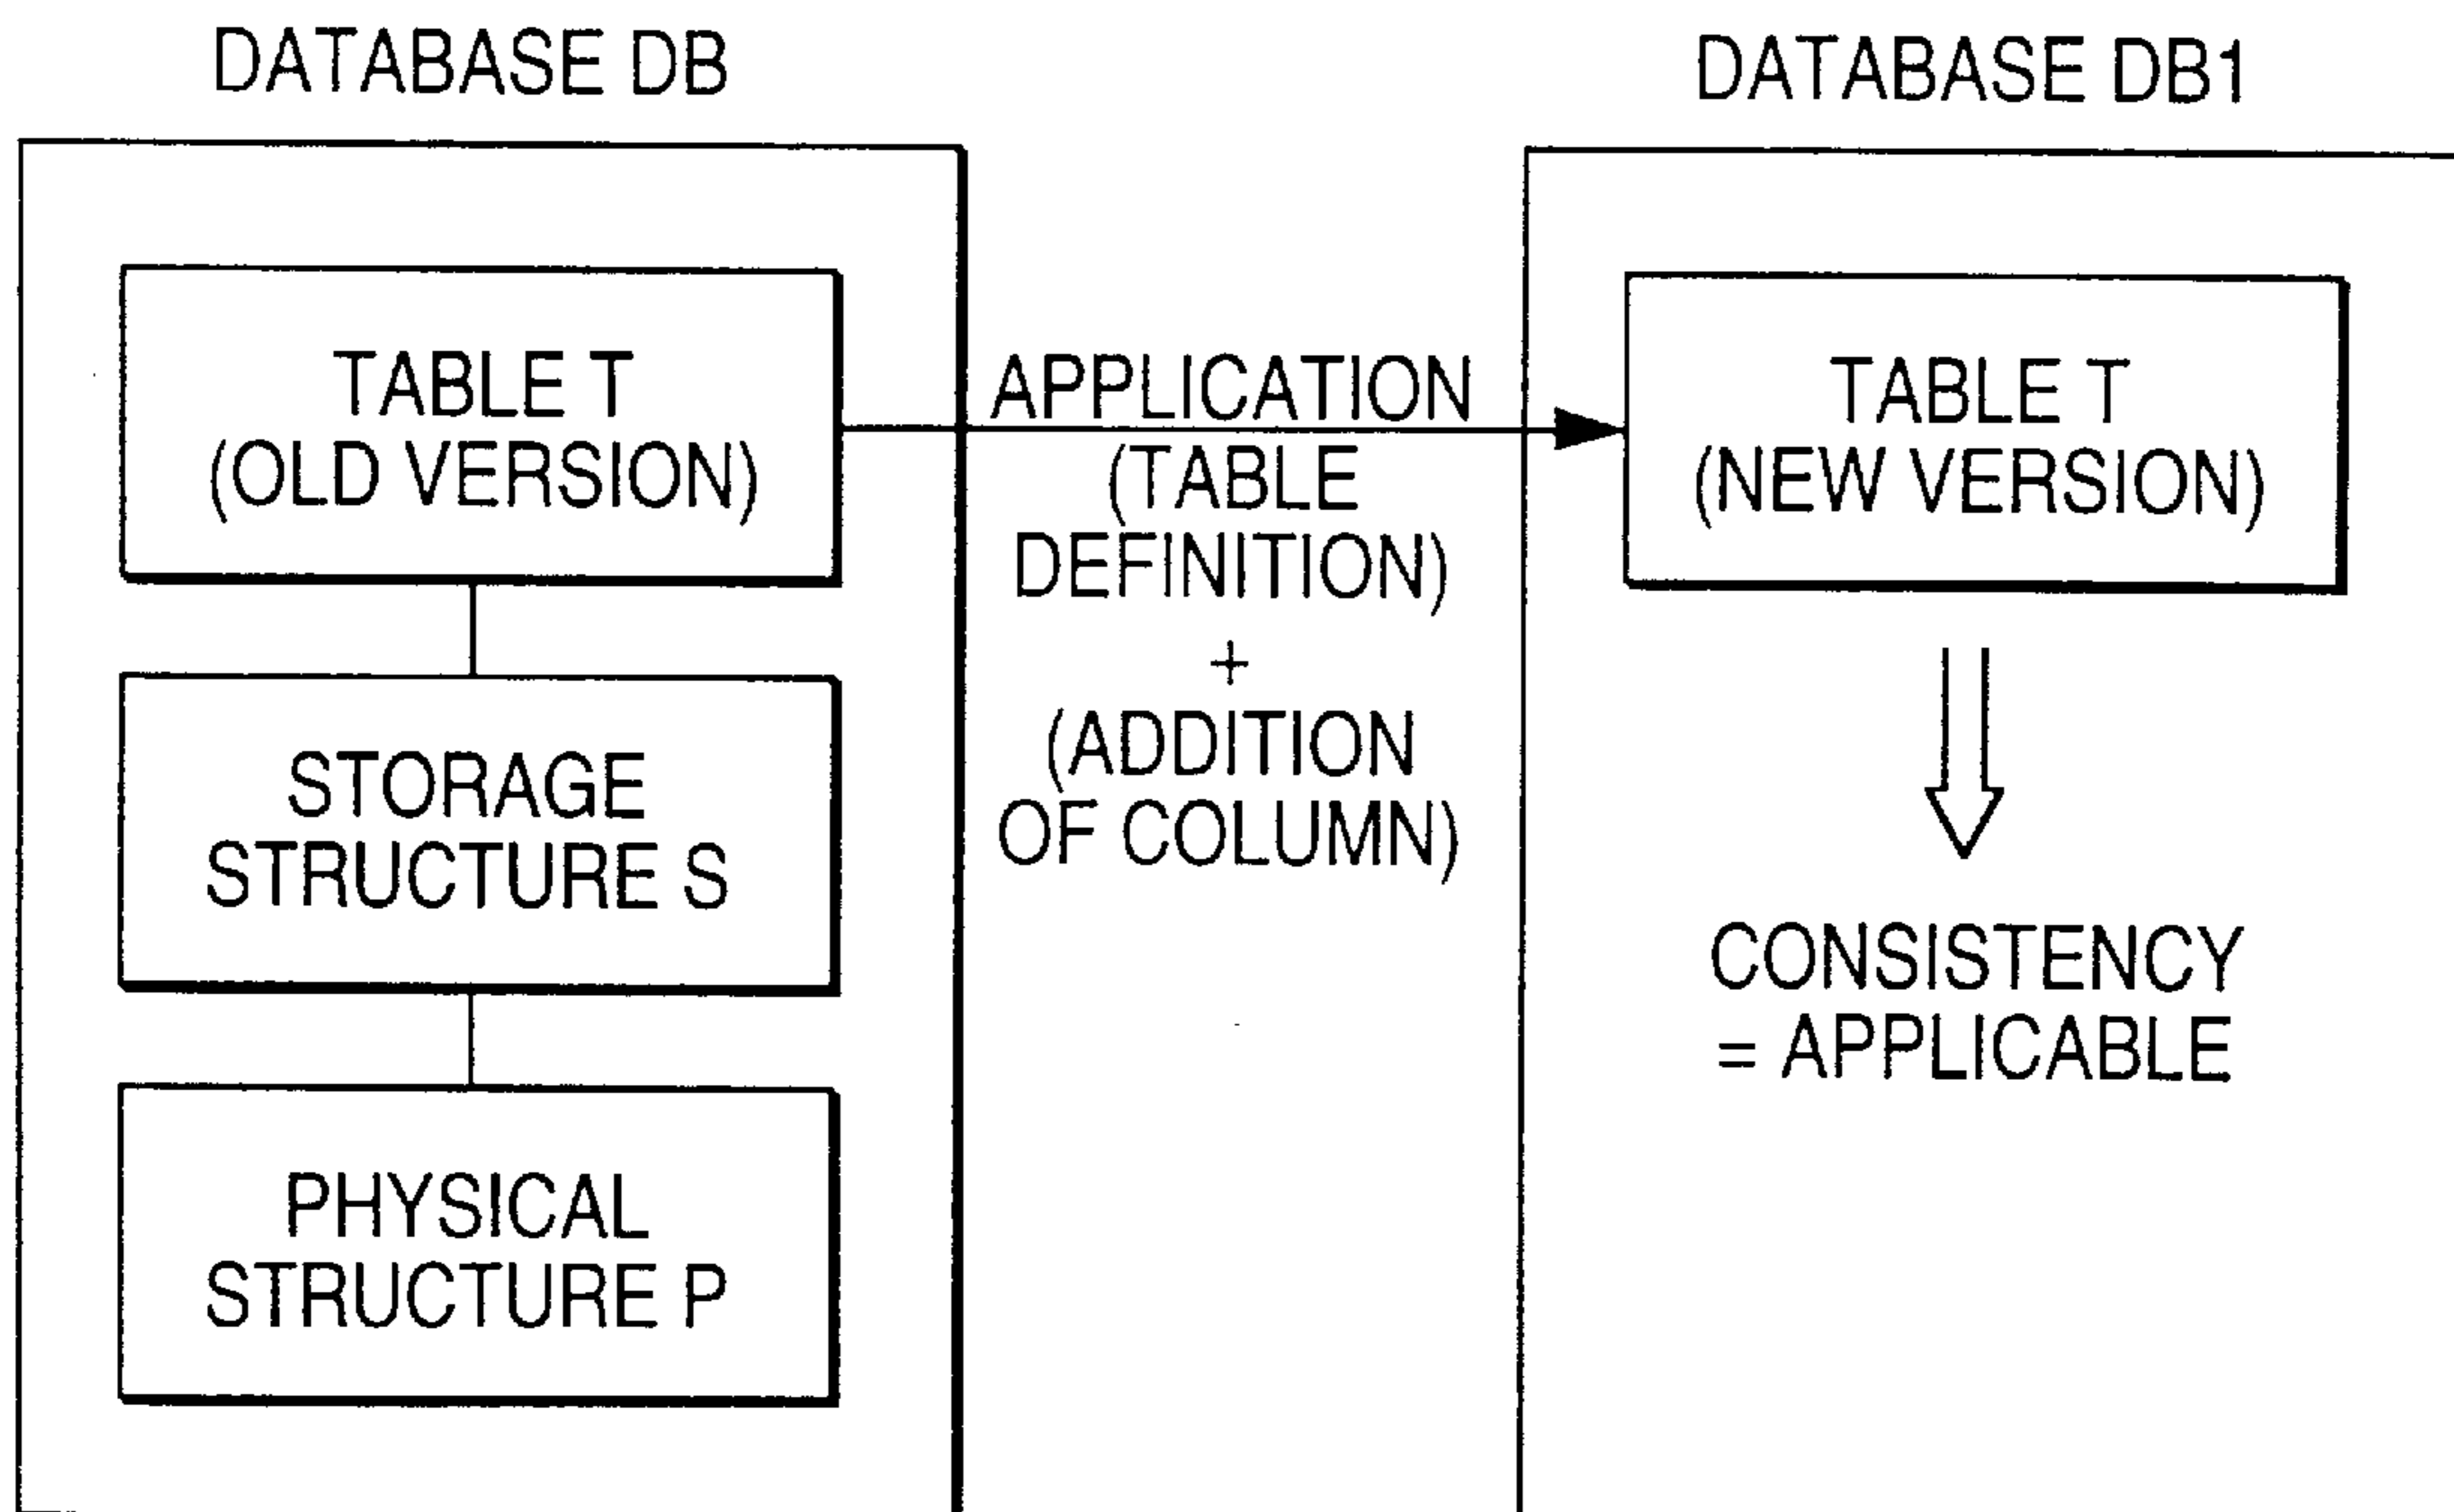 DATABASE DB
TABLE T
(OLD VERSION)
STORAGE
STRUCTURE S
PHYSICAL
STRUCTURE P
APPLICATION
(TABLE
DEFINITION)
+
(ADDITION
OF COLUMN)
DATABASE DB1
TABLE T
(NEW VERSION)
CONSISTENCY
= APPLICABLE